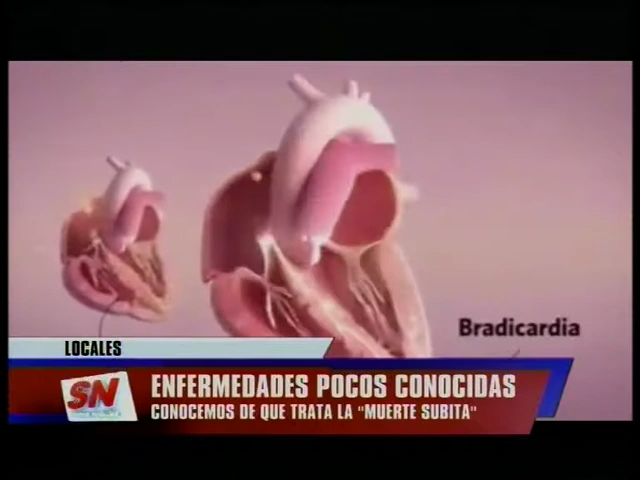 Bradicardia
LOCALES
SN
ENFERMEDADES POCOS CONOCIDAS
CONOCEMOS DE QUE TRATA LA "MUERTE SUBITA"